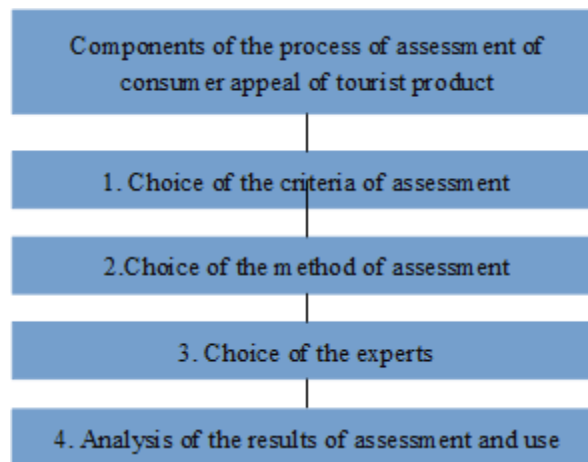 Components of the process of assessment of
consumer appeal of tourist product
1. Choice of the criteria of assessment
2.Choice of the method of assessment
3. Choice of the experts
4. Analysis of the results of assessment and use